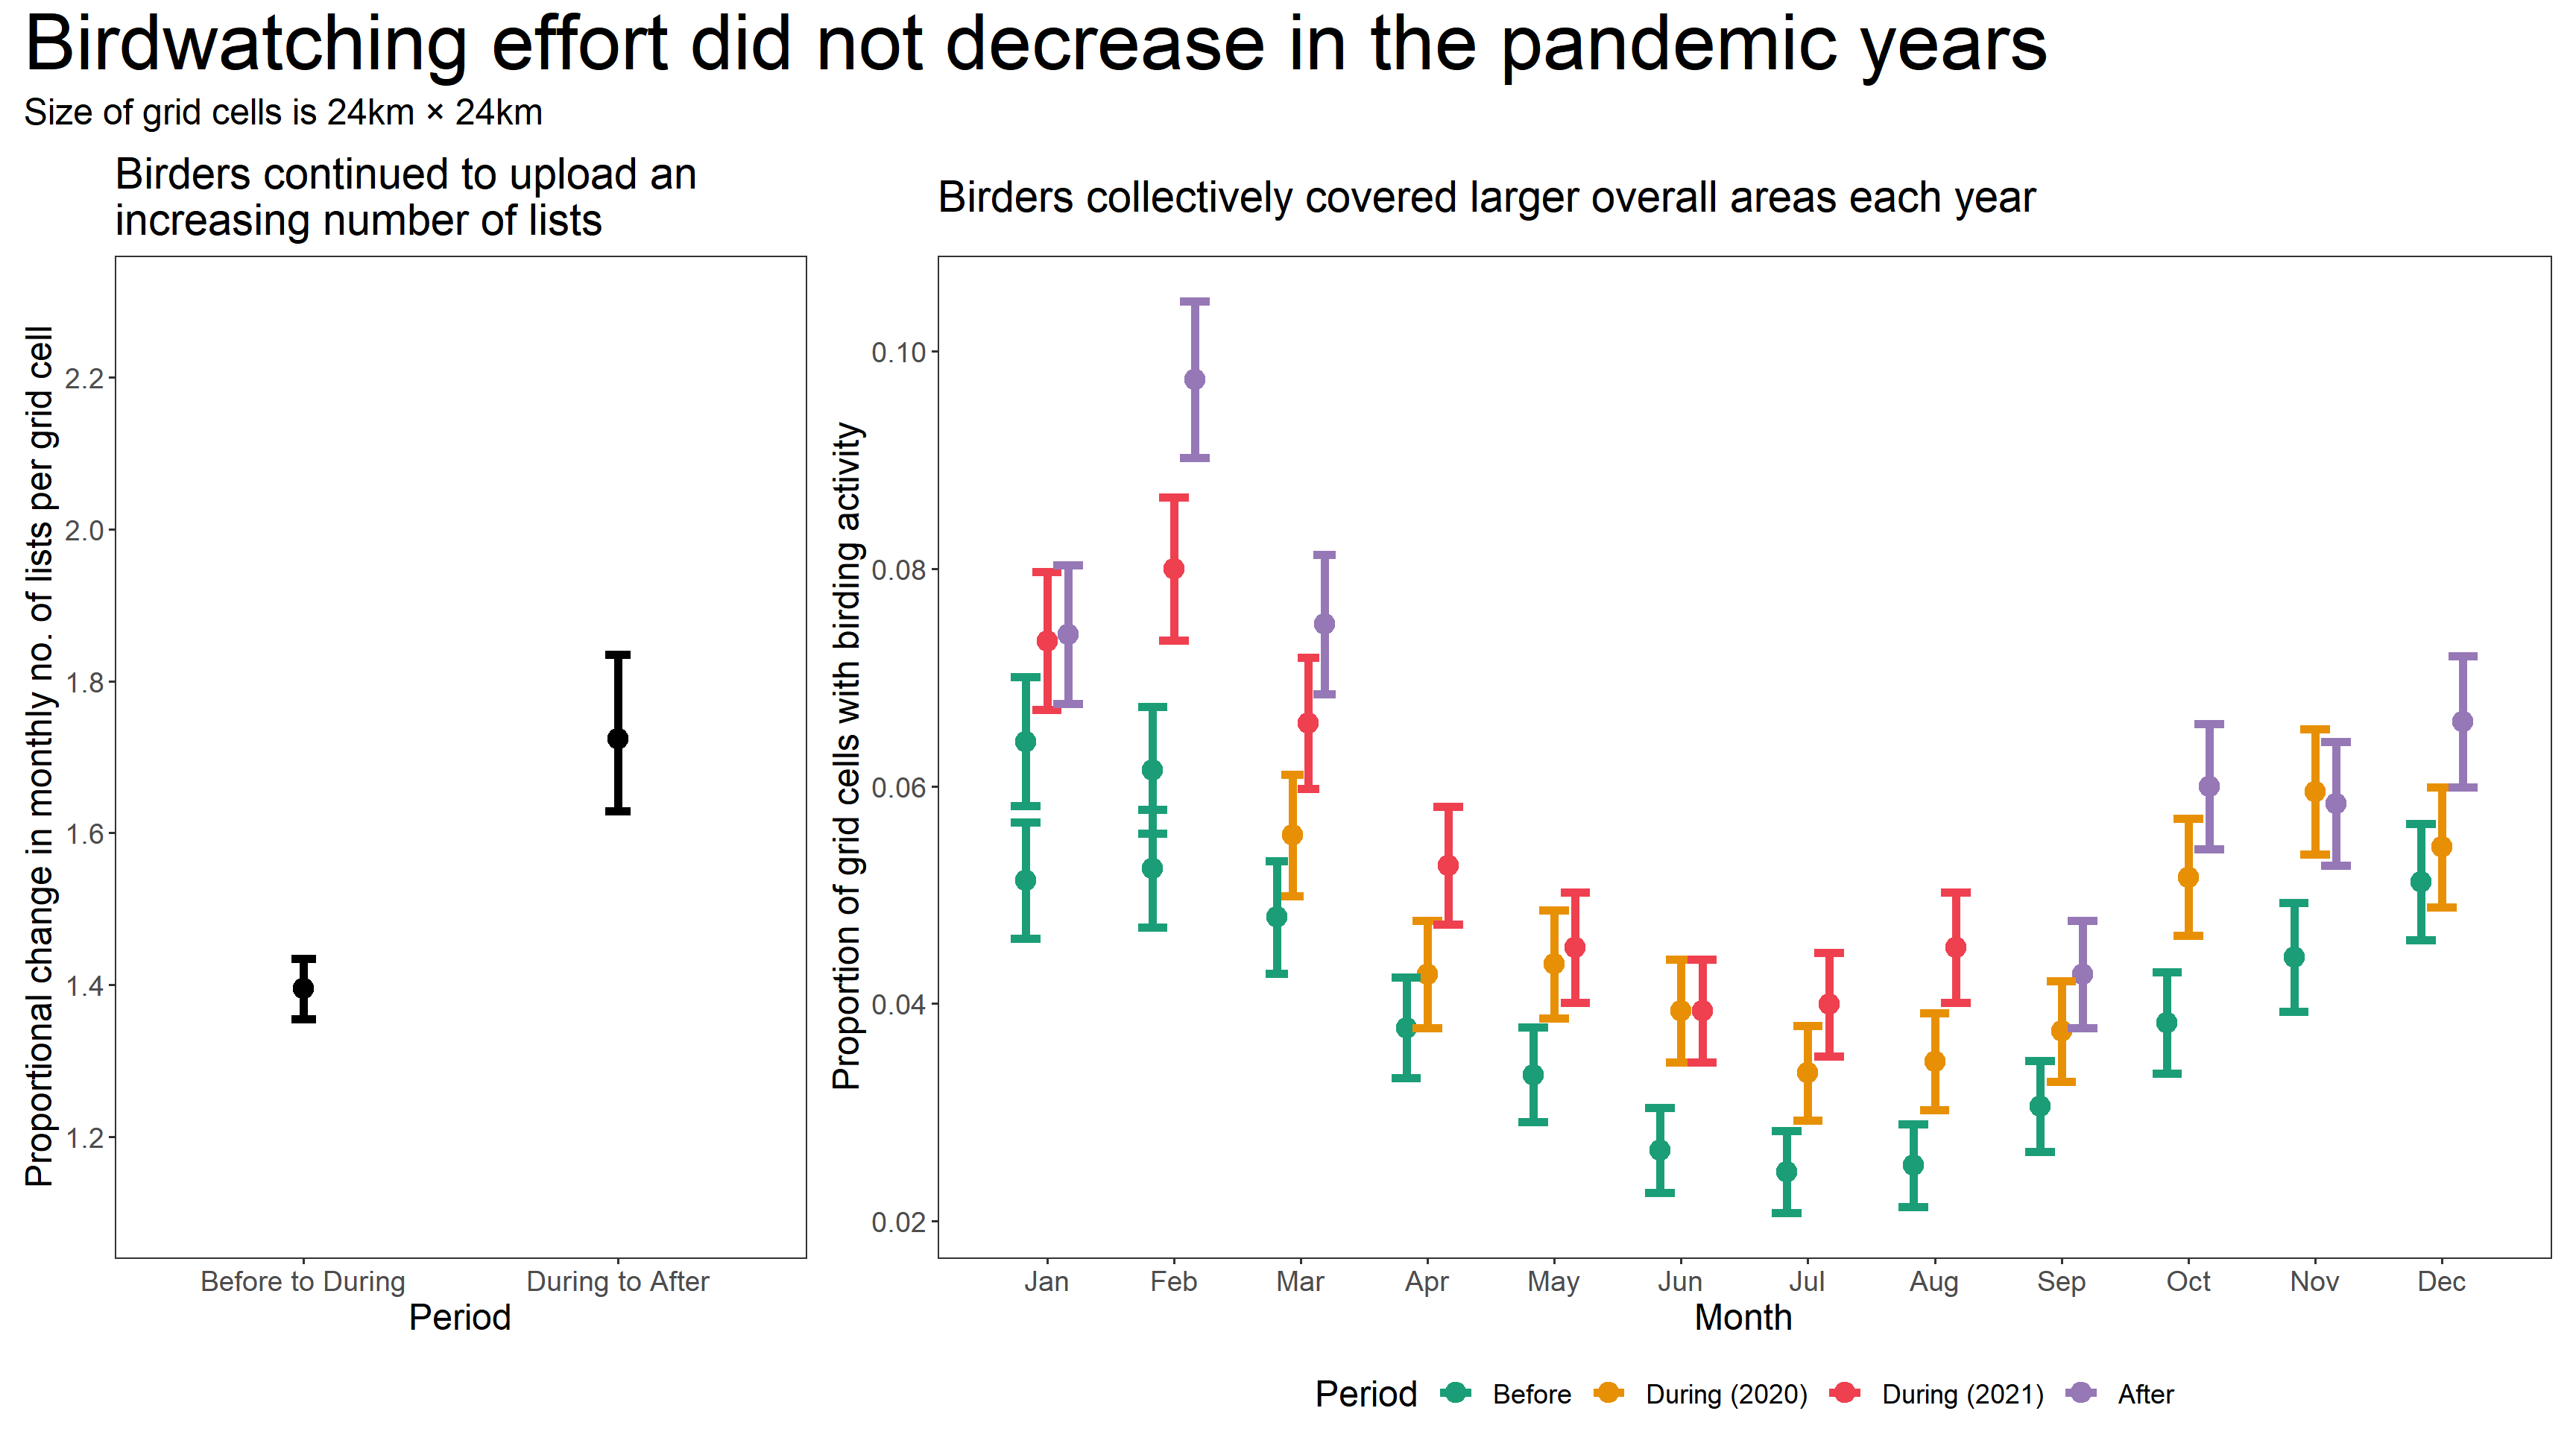 Birdwatching effort did not decrease in the pandemic years
Size of grid cells is 24km × 24km
Birders continued to upload an
increasing number of lists
Proportional change in monthly no. of lists per grid cell
2.2
2.0
1.8
1.6
1.4
1.2
Before to During
During to After
Period
Birders collectively covered larger overall areas each year
Proportion of grid cells with birding activity
0.10
0.08
0.06
0.04
0.02
Jan
Feb
Mar
Apr
May
Jun
Jul
Aug
Sep
Oct
Nov
Dec
Month
Period
Before
During (2020)
During (2021)
After